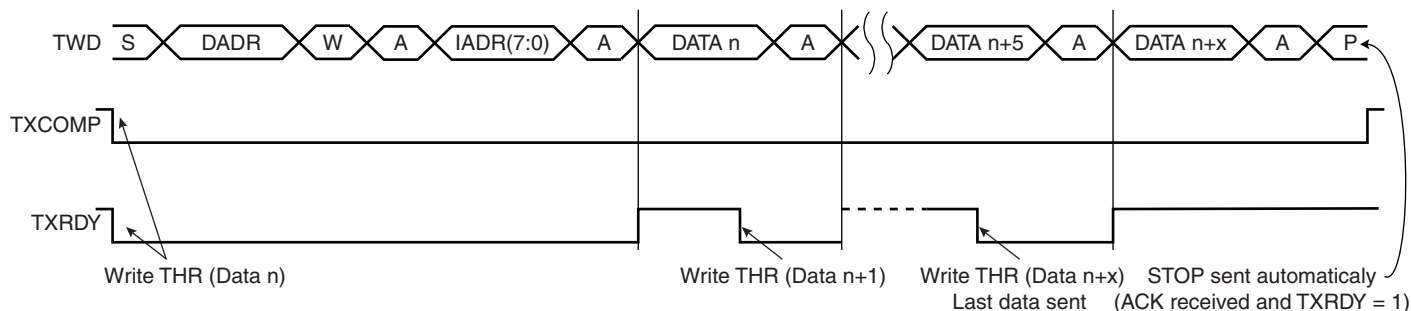 TWD S DADR W A IADR(7:0) A DATA n A DATA n+5 A DATA n+x A P
TXCOMP
TXRDY
Write THR (Data n) Write THR (Data n+1) Write THR (Data n+x) STOP sent automaticaly
Last data sent (ACK received and TXRDY = 1)